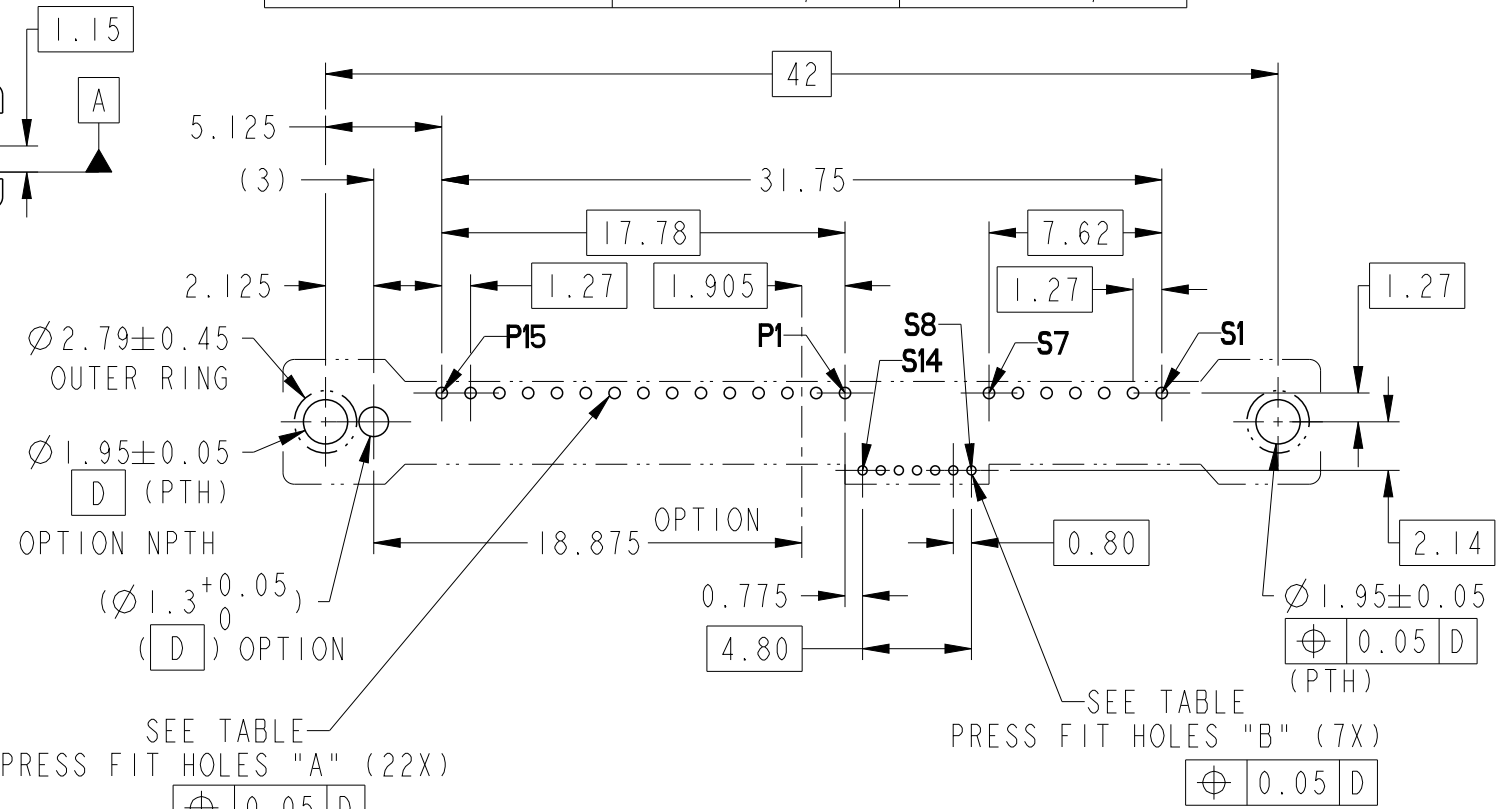 1.15
A
42
5.125
(3)
31.75
17.78
7.62
2.125
1.27
1.905
1.27
1.27
Ø2.79±0.45
OUTER RING
P15
P1
S8
S14
S7
S1
Ø1.95±0.05
D (PTH)
OPTION NPTH
OPTION
18.875
0.80
2.14
(Ø1.3 +0.05 0)
(D) OPTION
0.775
4.80
Ø1.95±0.05
⌖ 0.05 D
(PTH)
SEE TABLE
PRESS FIT HOLES "A" (22X)
⌖ 0.05 D
SEE TABLE
PRESS FIT HOLES "B" (7X)
⌖ 0.05 D